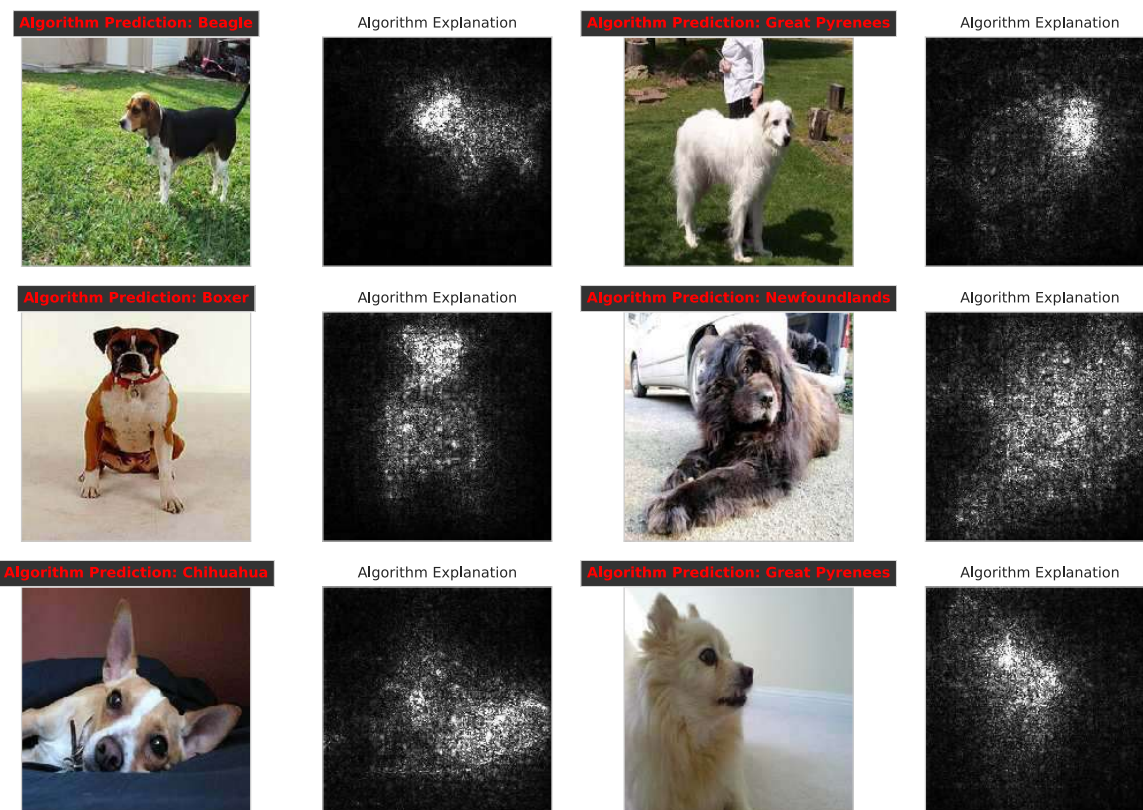 Algorithm Prediction: Beagle
Algorithm Explanation
Algorithm Prediction: Great Pyrenees
Algorithm Explanation
Algorithm Prediction: Boxer
Algorithm Explanation
Algorithm Prediction: Newfoundlands
Algorithm Explanation
Algorithm Prediction: Chihuahua
Algorithm Explanation
Algorithm Prediction: Great Pyrenees
Algorithm Explanation